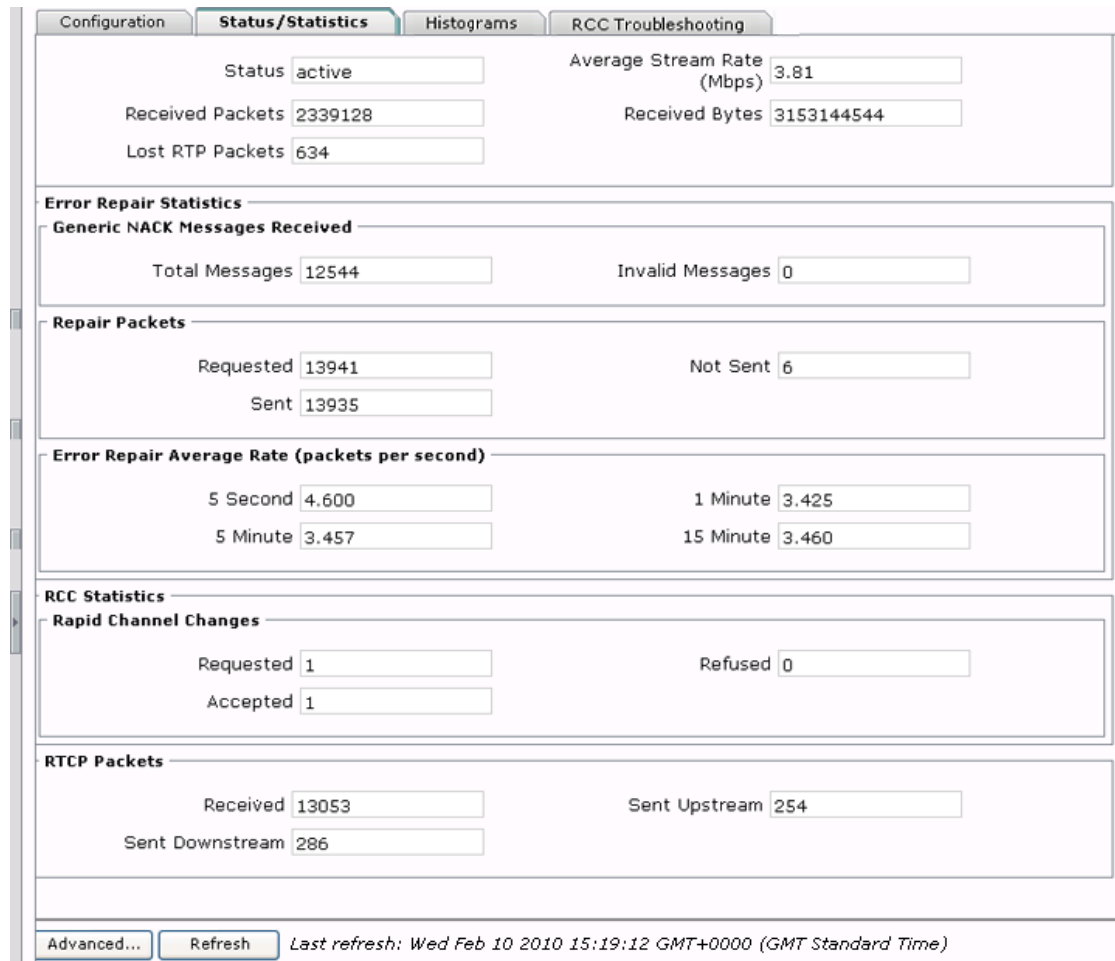 Configuration Status/Statistics Histograms RCC Troubleshooting
Status active Average Stream Rate (Mbps) 3.81
Received Packets 2339128 Received Bytes 3153144544
Lost RTP Packets 634
Error Repair Statistics
Generic NACK Messages Received
Total Messages 12544 Invalid Messages 0
Repair Packets
Requested 13941 Not Sent 6
Sent 13935
Error Repair Average Rate (packets per second)
5 Second 4.600 1 Minute 3.425
5 Minute 3.457 15 Minute 3.460
RCC Statistics
Rapid Channel Changes
Requested 1 Refused 0
Accepted 1
RTCP Packets
Received 13053 Sent Upstream 254
Sent Downstream 286
Advanced... Refresh Last refresh: Wed Feb 10 2010 15:19:12 GMT+0000 (GMT Standard Time)